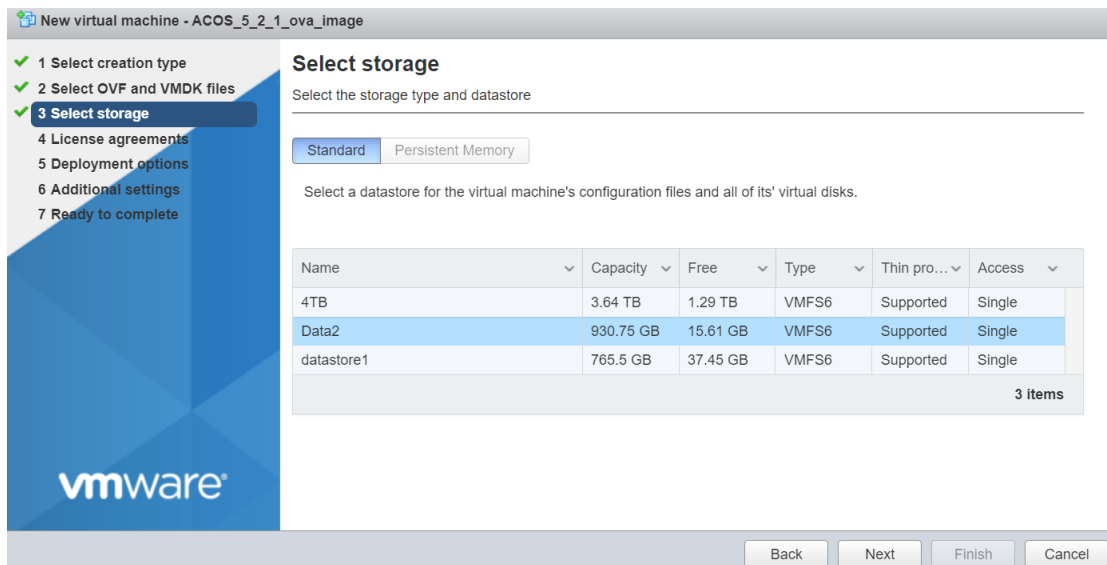 New virtual machine - ACOS_5_2_1_ova_image
1 Select creation type
2 Select OVF and VMDK files
3 Select storage
4 License agreements
5 Deployment options
6 Additional settings
7 Ready to complete
vmware®
Select storage
Select the storage type and datastore
Standard Persistent Memory
Select a datastore for the virtual machine's configuration files and all of its' virtual disks.
Name Capacity Free Type Thin pro... Access
4TB 3.64 TB 1.29 TB VMFS6 Supported Single
Data2 930.75 GB 15.61 GB VMFS6 Supported Single
datastore1 765.5 GB 37.45 GB VMFS6 Supported Single
3 items
Back Next Finish Cancel